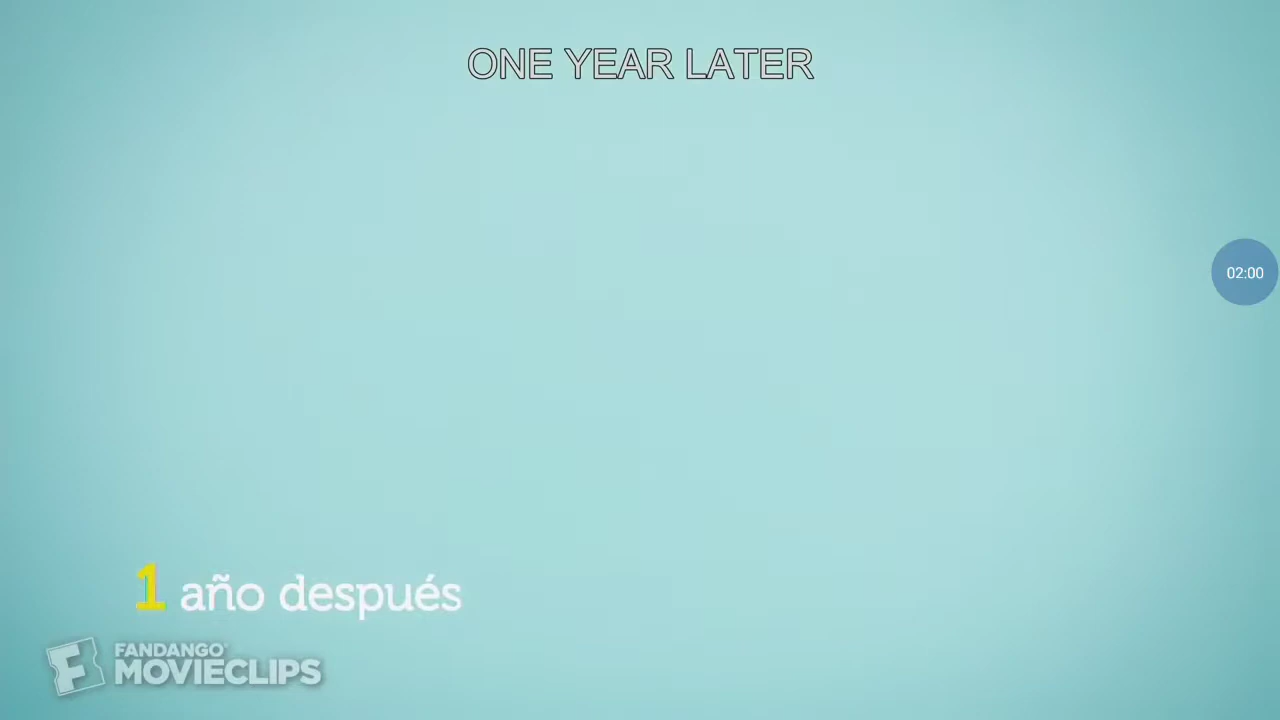 ONE YEAR LATER
02:00
1 año después
FANDANGO
MOVIECLIPS